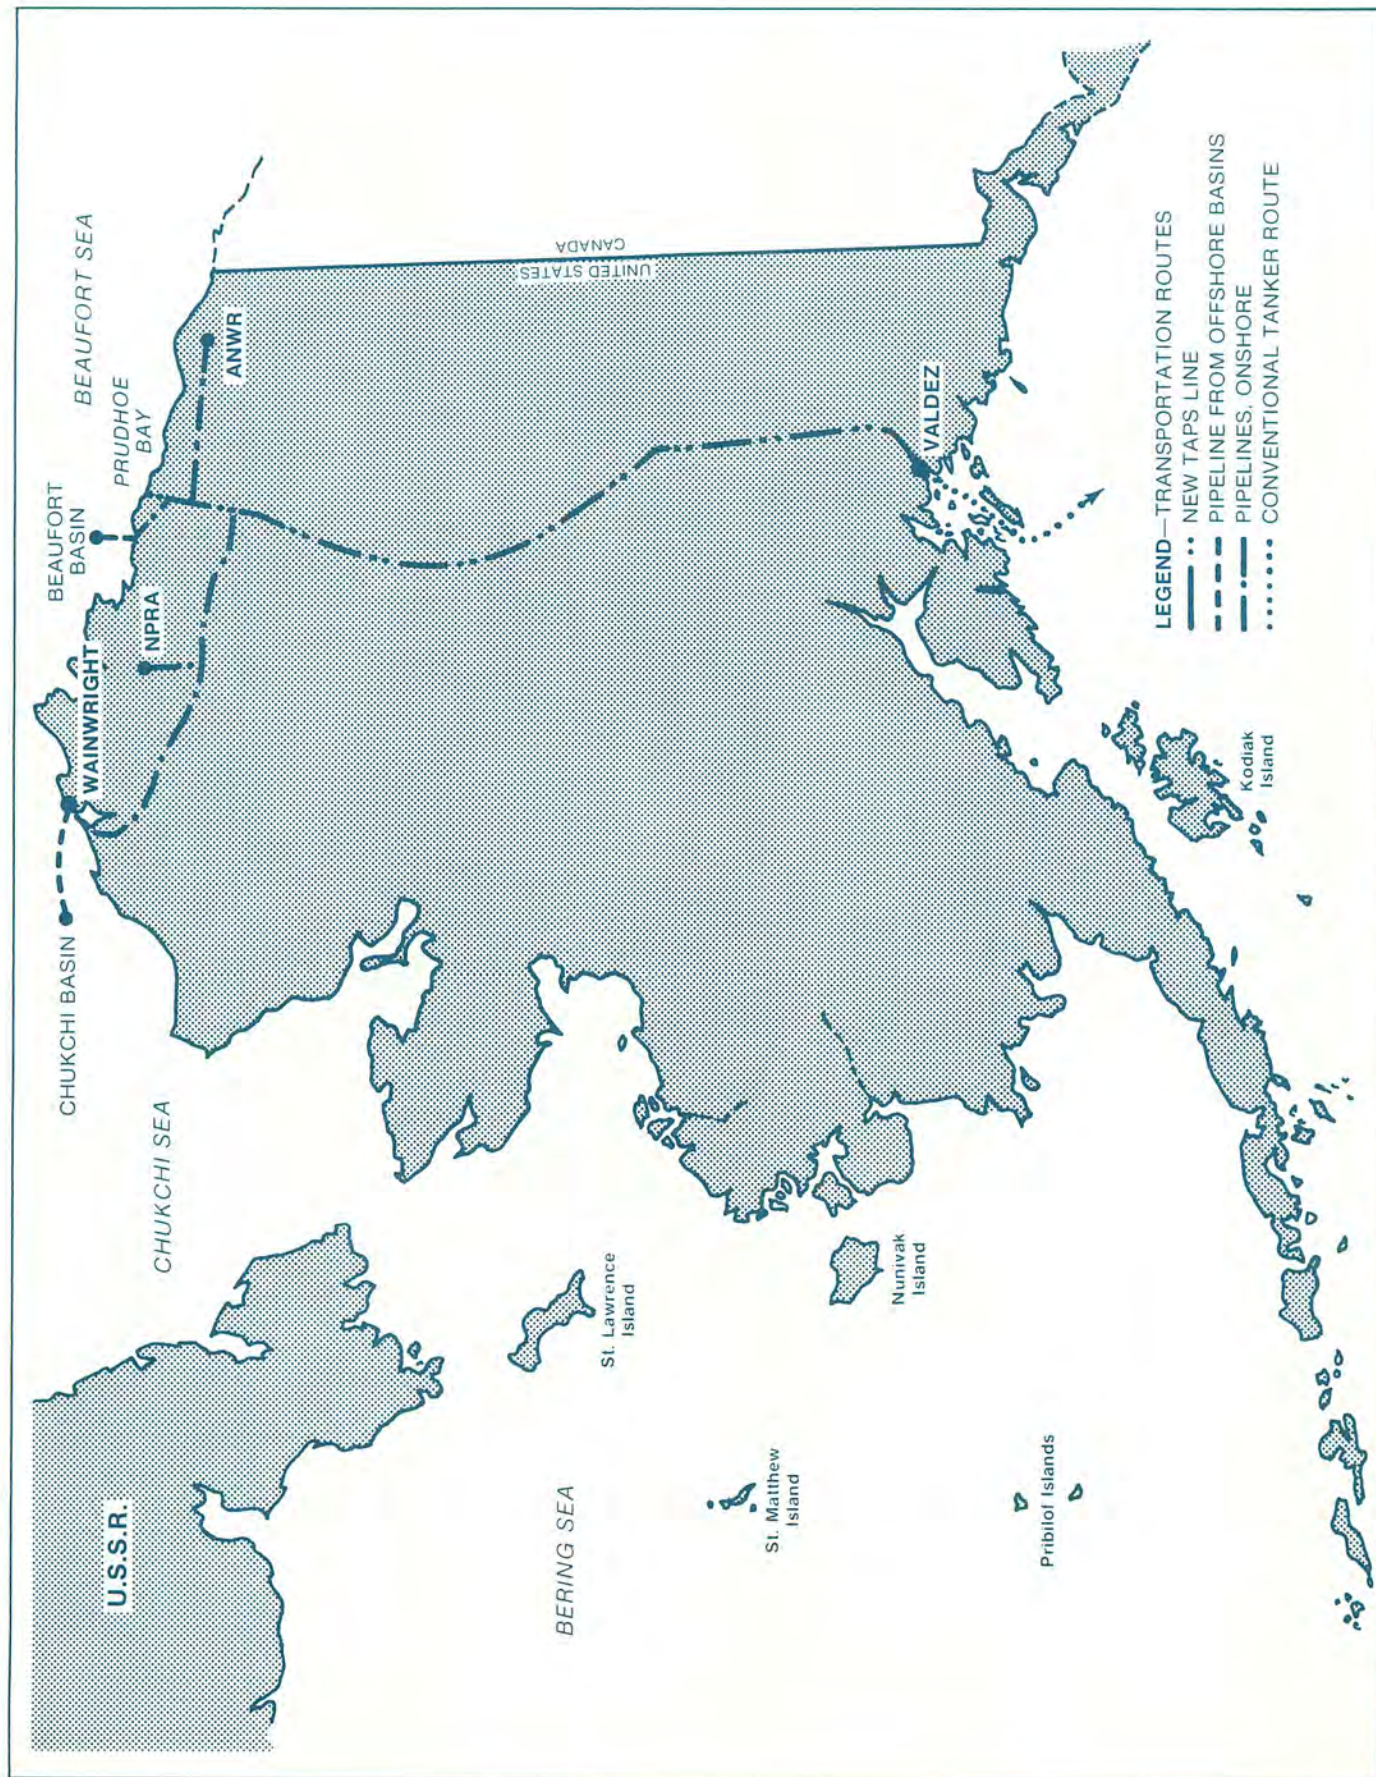 BEAUFORT SEA
PRUDHOE
BAY
BEAUFORT
BASIN
ANWR
NPRA
WAINWRIGHT
CHUKCHI BASIN
CHUKCHI SEA
U.S.S.R.
CANADA
UNITED STATES
St. Lawrence
Island
BERING SEA
St. Matthew
Island
Nunivak
Island
VALDEZ
Pribilof Islands
Kodiak
Island
LEGEND—TRANSPORTATION ROUTES
NEW TAPS LINE
PIPELINE FROM OFFSHORE BASINS
PIPELINES, ONSHORE
CONVENTIONAL TANKER ROUTE